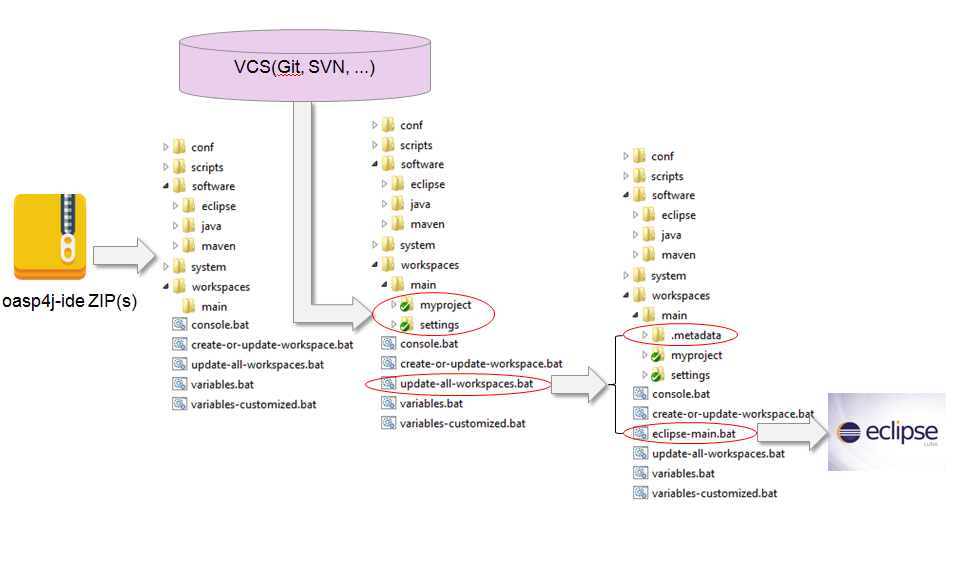 VCS(Git, SVN, ...)
oasp4j-ide ZIP(s)
conf
scripts
software
eclipse
java
maven
system
workspaces
main
console.bat
create-or-update-workspace.bat
update-all-workspaces.bat
variables.bat
variables-customized.bat
conf
scripts
software
eclipse
java
maven
system
workspaces
main
myproject
settings
console.bat
create-or-update-workspace.bat
update-all-workspaces.bat
variables.bat
variables-customized.bat
conf
scripts
software
eclipse
java
maven
system
workspaces
main
.metadata
myproject
settings
console.bat
create-or-update-workspace.bat
eclipse-main.bat
update-all-workspaces.bat
variables.bat
variables-customized.bat
eclipse
LUNA